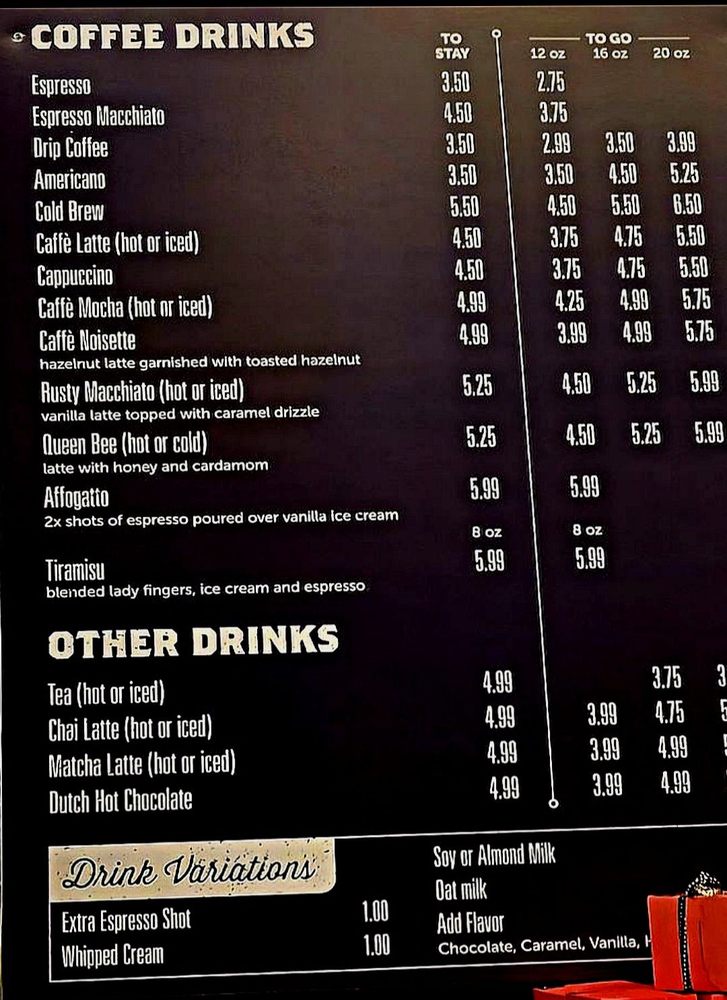 COFFEE DRINKS TO STAY TO GO
12 oz 16 oz 20 oz
Espresso 3.50 2.75
Espresso Macchiato 4.50 3.75
Drip Coffee 3.50 2.99 3.50 3.99
Americano 3.50 3.50 4.50 5.25
Cold Brew 5.50 4.50 5.50 6.50
Caffè Latte (hot or iced) 4.50 3.75 4.75 5.50
Cappuccino 4.50 3.75 4.75 5.50
Caffè Mocha (hot or iced) 4.99 4.25 4.99 5.75
Caffè Noisette 4.99 3.99 4.99 5.75
hazelnut latte garnished with toasted hazelnut
Rusty Macchiato (hot or iced) 5.25 4.50 5.25 5.99
vanilla latte topped with caramel drizzle
Queen Bee (hot or cold) 5.25 4.50 5.25 5.99
latte with honey and cardamom
Affogatto 5.99 5.99
2x shots of espresso poured over vanilla ice cream
8 oz 8 oz
Tiramisu 5.99 5.99
blended lady fingers, ice cream and espresso
OTHER DRINKS
Tea (hot or iced) 4.99 3.75
Chai Latte (hot or iced) 4.99 3.99 4.75
Matcha Latte (hot or iced) 4.99 3.99 4.99
Dutch Hot Chocolate 4.99 3.99 4.99
Drink Variations
Extra Espresso Shot 1.00
Whipped Cream 1.00
Soy or Almond Milk
Oat milk
Add Flavor
Chocolate, Caramel, Vanilla,